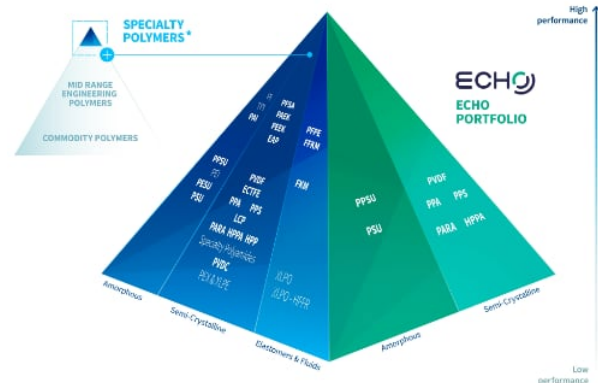 SPECIALTY
POLYMERS*
MID RANGE
ENGINEERING
POLYMERS
COMMODITY POLYMERS
High
performance
ECHO
ECHO
PORTFOLIO
PI
TPI
PAI
PFSA
PAEK
PEEK
EAP
PFPE
FFKM
PPSU
PEI
PESU
PSU
PVDF
ECTFE
PPA PPS
LCP
PARA HPPA HPP
Specialty Polyamides
PVDC
PEX & XLPE
FKM
XLPO
XLPO - HFFR
PPSU
PSU
PVDF
PPA PPS
PARA HPPA
Amorphous
Semi-Crystalline
Elastomers & Fluids
Amorphous
Semi-Crystalline
Low
performance